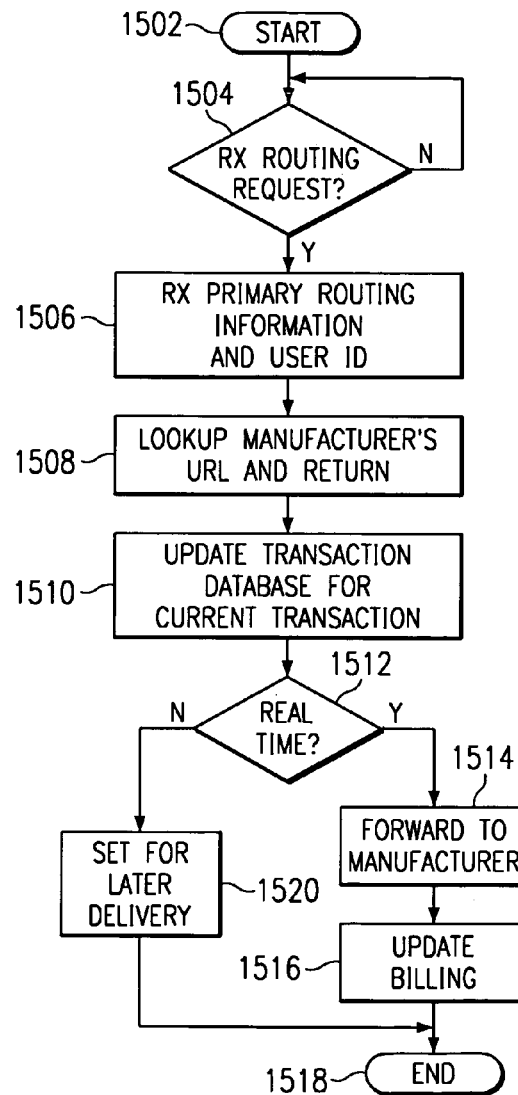 1502
START
1504
RX ROUTING
REQUEST?
N
Y
1506
RX PRIMARY ROUTING
INFORMATION
AND USER ID
1508
LOOKUP MANUFACTURER'S
URL AND RETURN
1510
UPDATE TRANSACTION
DATABASE FOR
CURRENT TRANSACTION
1512
N
REAL
TIME?
Y
1514
FORWARD TO
MANUFACTURER
SET FOR
LATER
DELIVERY
1520
1516
UPDATE
BILLING
1518
END